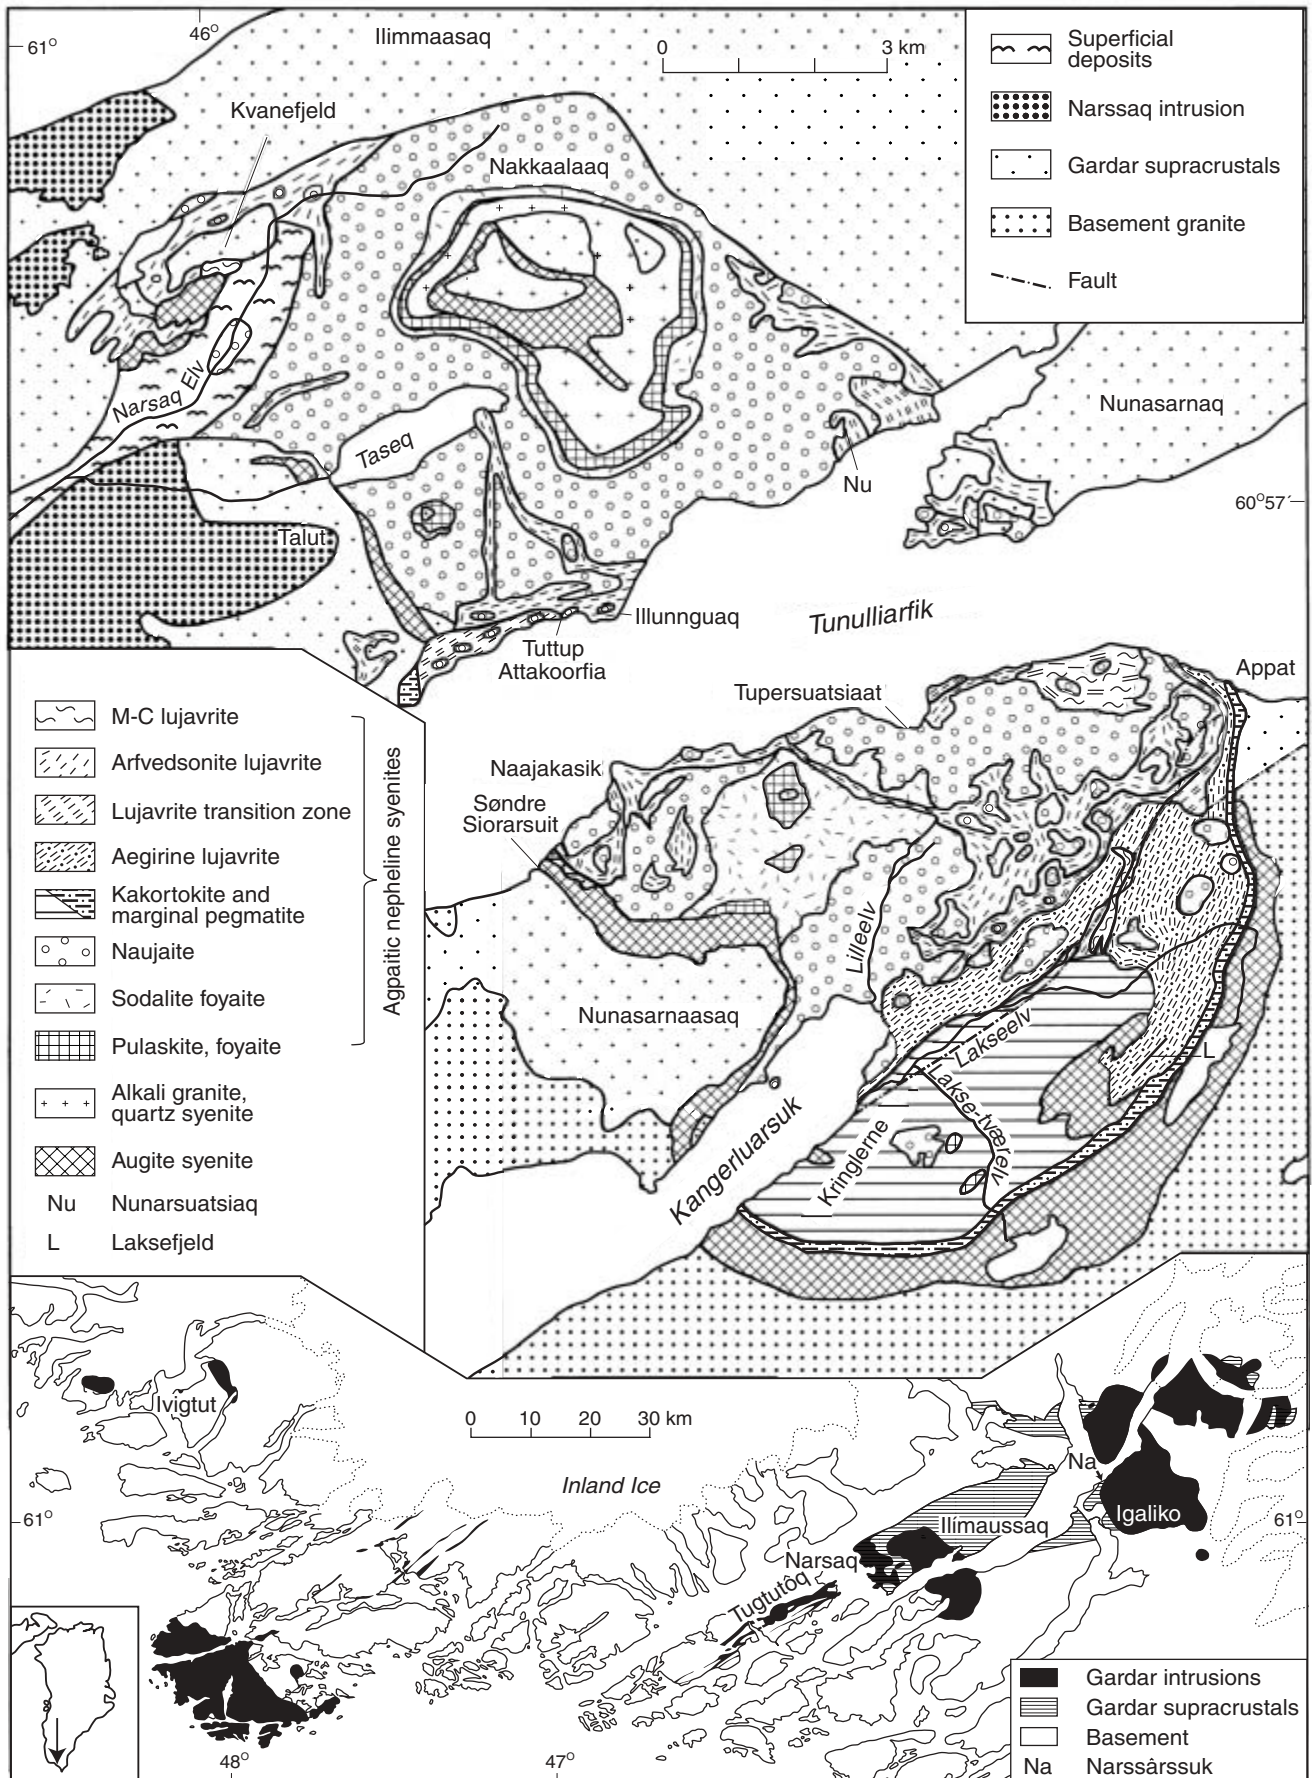 61°
46°
Ilimmaasaq
0
3 km
Kvanefjeld
Nakkaalaaq
Superficial
deposits
Narssaq intrusion
Gardar supracrustals
Basement granite
Fault
Narsaq Elv
Taseq
Nunasarnaq
Nu
60°57´
Talut
Illunnguaq
Tunulliarfik
Tuttup
Attakoorfia
Appat
Tupersuatsiaat
Naajakasik
Søndre
Siorarsuit
M-C lujavrite
Arfvedsonite lujavrite
Lujavrite transition zone
Aegirine lujavrite
Kakortokite and
marginal pegmatite
Naujaite
Sodalite foyaite
Pulaskite, foyaite
Agpaitic nepheline syenites
Alkali granite,
quartz syenite
Augite syenite
Nu Nunarsuatsiaq
L Laksefjeld
Lilleelv
Nunasarnaasaq
Lakseelv
L
Lakse-tværelv
Kangerluarsuk
Kringlerne
Ivigtut
0 10 20 30 km
Inland Ice
Na
Igaliko
Ilímaussaq
61°
61°
Narsaq
Tugtutôq
48°
47°
Gardar intrusions
Gardar supracrustals
Basement
Na Narssârssuk